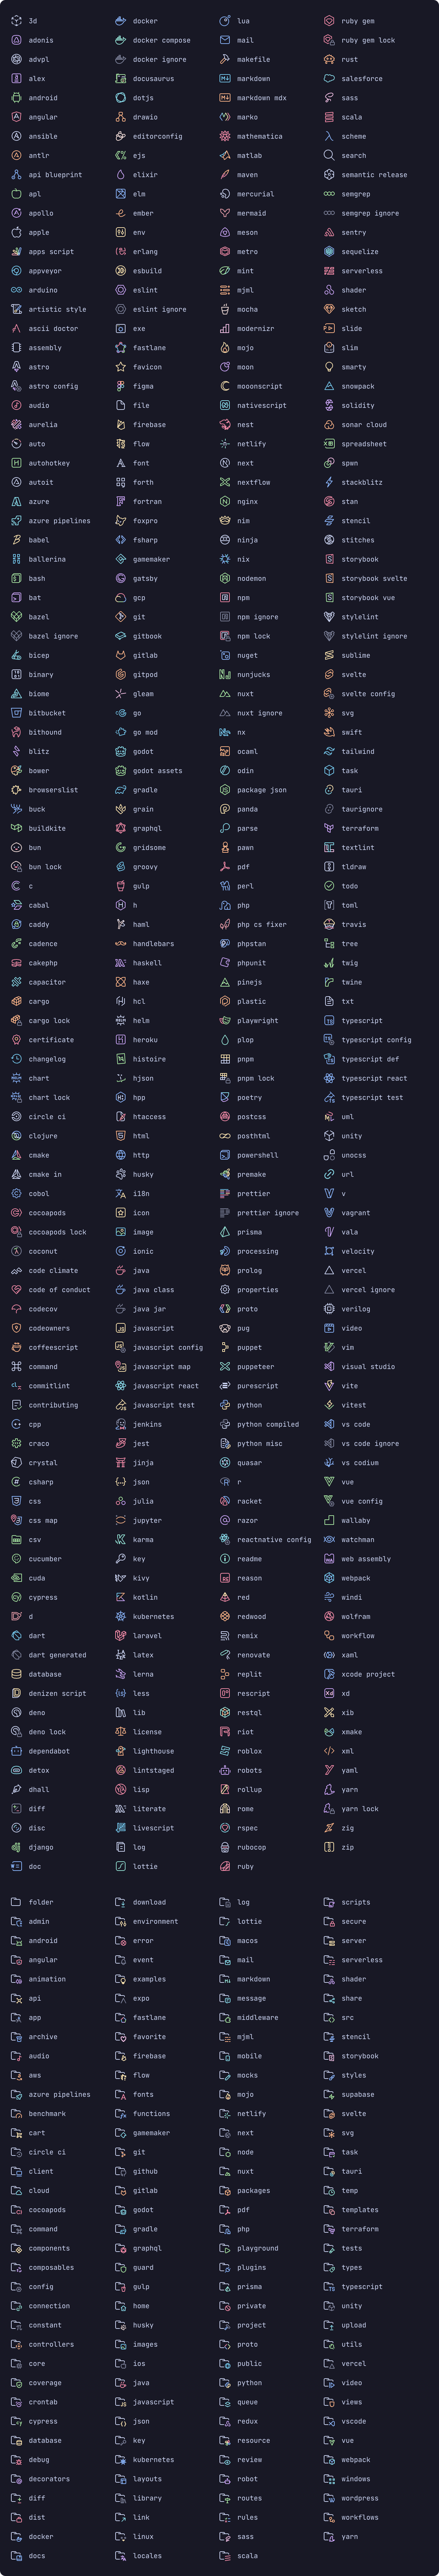 3d
adonis
advpl
alex
android
angular
ansible
antlr
api blueprint
apl
apollo
apple
apps script
appveyor
arduino
artistic style
ascii doctor
assembly
astro
astro config
audio
aurelia
auto
autohotkey
autoit
azure
azure pipelines
babel
ballerina
bash
bat
bazel
bazel ignore
bicep
binary
biome
bitbucket
bithound
blitz
bower
browserslist
buck
buildkite
bun
bun lock
c
cabal
caddy
cadence
cakephp
capacitor
cargo
cargo lock
certificate
changelog
chart
chart lock
circle ci
clojure
cmake
cmake in
cobol
cocoapods
cocoapods lock
coconut
code climate
code of conduct
codecov
codeowners
coffeescript
command
commitlint
contributing
cpp
craco
crystal
csharp
css
css map
csv
cucumber
cuda
cypress
d
dart
dart generated
database
denizen script
deno
deno lock
dependabot
detox
dhall
diff
disc
django
doc
docker
docker compose
docker ignore
docusaurus
dotjs
drawio
editorconfig
ejs
elixir
elm
ember
env
erlang
esbuild
eslint
eslint ignore
exe
fastlane
favicon
figma
file
firebase
flow
font
forth
fortran
foxpro
fsharp
gamemaker
gatsby
gcp
git
gitbook
gitlab
gitpod
gleam
go
go mod
godot
godot assets
gradle
grain
graphql
gridsome
groovy
gulp
h
haml
handlebars
haskell
haxe
hcl
helm
heroku
histoire
hjson
hpp
htaccess
html
http
husky
i18n
icon
image
ionic
java
java class
java jar
javascript
javascript config
javascript map
javascript react
javascript test
jenkins
jest
jinja
json
julia
jupyter
karma
key
kivy
kotlin
kubernetes
laravel
latex
lerna
less
lib
license
lighthouse
lintstaged
lisp
literate
livescript
log
lottie
lua
mail
makefile
markdown
markdown mdx
marko
mathematica
matlab
maven
mercurial
mermaid
meson
metro
mint
mjml
mocha
modernizr
mojo
moon
mooonscript
nativescript
nest
netlify
next
nextflow
nginx
nim
ninja
nix
nodemon
npm
npm ignore
npm lock
nuget
nunjucks
nuxt
nuxt ignore
nx
ocaml
odin
package json
panda
parse
pawn
pdf
perl
php
php cs fixer
phpstan
phpunit
pinejs
plastic
playwright
plop
pnpm
pnpm lock
poetry
postcss
posthtml
powershell
premake
prettier
prettier ignore
prisma
processing
prolog
properties
proto
pug
puppet
puppeteer
purescript
python
python compiled
python misc
quasar
r
racket
razor
reactnative config
readme
reason
red
redwood
remix
renovate
replit
rescript
restql
riot
roblox
robots
rollup
rome
rspec
rubocop
ruby
ruby gem
ruby gem lock
rust
salesforce
sass
scala
scheme
search
semantic release
semgrep
semgrep ignore
sentry
sequelize
serverless
shader
sketch
slide
slim
smarty
snowpack
solidity
sonar cloud
spreadsheet
spwn
stackblitz
stan
stencil
stitches
storybook
storybook svelte
storybook vue
stylelint
stylelint ignore
sublime
svelte
svelte config
svg
swift
tailwind
task
tauri
taurignore
terraform
textlint
tldraw
todo
toml
travis
tree
twig
twine
txt
typescript
typescript config
typescript def
typescript react
typescript test
uml
unity
unocss
url
v
vagrant
vala
velocity
vercel
vercel ignore
verilog
video
vim
visual studio
vite
vitest
vs code
vs code ignore
vs codium
vue
vue config
wallaby
watchman
web assembly
webpack
windi
wolfram
workflow
xaml
xcode project
xd
xib
xmake
xml
yaml
yarn
yarn lock
zig
zip
folder
admin
android
angular
animation
api
app
archive
audio
aws
azure pipelines
benchmark
cart
circle ci
client
cloud
cocoapods
command
components
composables
config
connection
constant
controllers
core
coverage
crontab
cypress
database
debug
decorators
diff
dist
docker
docs
download
environment
error
event
examples
expo
fastlane
favorite
firebase
flow
fonts
functions
gamemaker
git
github
gitlab
godot
gradle
graphql
guard
gulp
home
husky
images
ios
java
javascript
json
key
kubernetes
layouts
library
link
linux
locales
log
lottie
macos
mail
markdown
message
middleware
mjml
mobile
mocks
mojo
netlify
next
node
nuxt
packages
pdf
php
playground
plugins
prisma
private
project
proto
public
python
queue
redux
resource
review
robot
routes
rules
sass
scala
scripts
secure
server
serverless
shader
share
src
stencil
storybook
styles
supabase
svelte
svg
task
tauri
temp
templates
terraform
tests
types
typescript
unity
upload
utils
vercel
video
views
vscode
vue
webpack
windows
wordpress
workflows
yarn